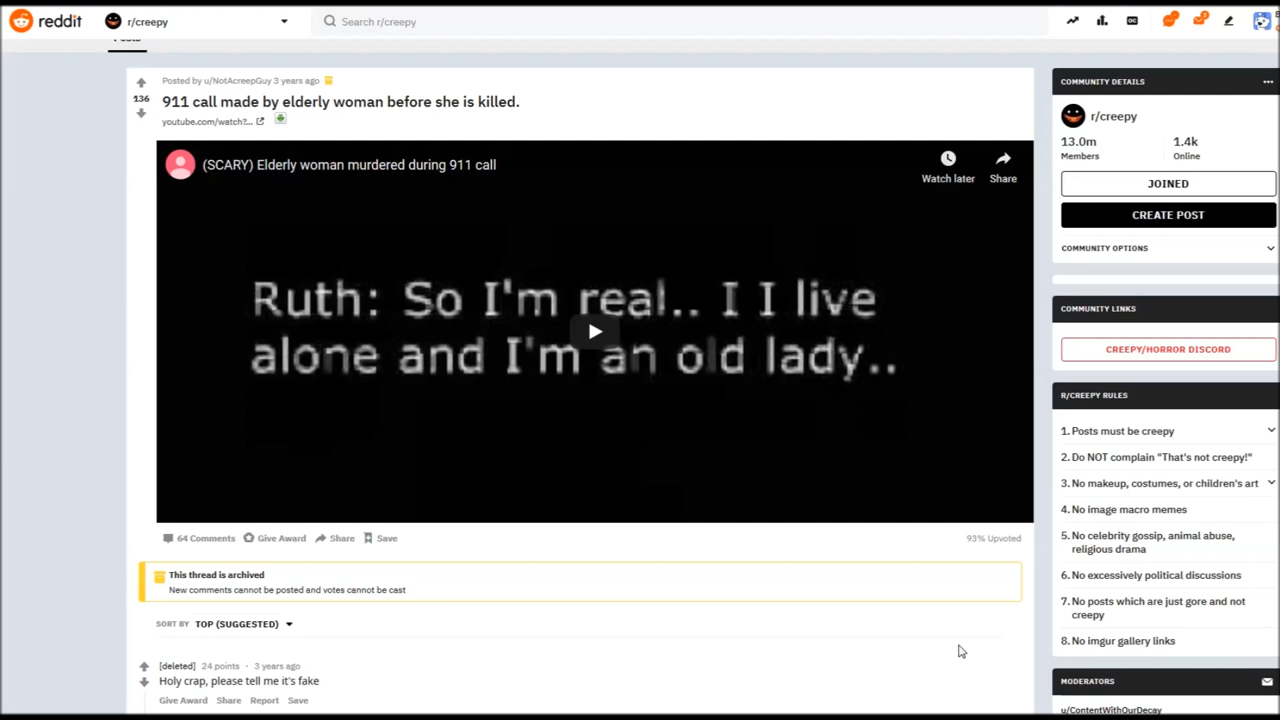 reddit
r/creepy
Search r/creepy
Posted by u/NotAcreepGuy 3 years ago
136
911 call made by elderly woman before she is killed.
youtube.com/watch?...
(SCARY) Elderly woman murdered during 911 call
Watch later
Share
Ruth: So I'm real.. I I live
alone and I'm an old lady..
64 Comments
Give Award
Share
Save
93% Upvoted
This thread is archived
New comments cannot be posted and votes cannot be cast
SORT BY TOP (SUGGESTED)
[deleted] 24 points · 3 years ago
Holy crap, please tell me it's fake
Give Award
Share
Report
Save
COMMUNITY DETAILS
r/creepy
13.0m
Members
1.4k
Online
JOINED
CREATE POST
COMMUNITY OPTIONS
COMMUNITY LINKS
CREEPY/HORROR DISCORD
R/CREEPY RULES
1. Posts must be creepy
2. Do NOT complain "That's not creepy!"
3. No makeup, costumes, or children's art
4. No image macro memes
5. No celebrity gossip, animal abuse,
religious drama
6. No excessively political discussions
7. No posts which are just gore and not
creepy
8. No imgur gallery links
MODERATORS
u/ContentWithOurDecay